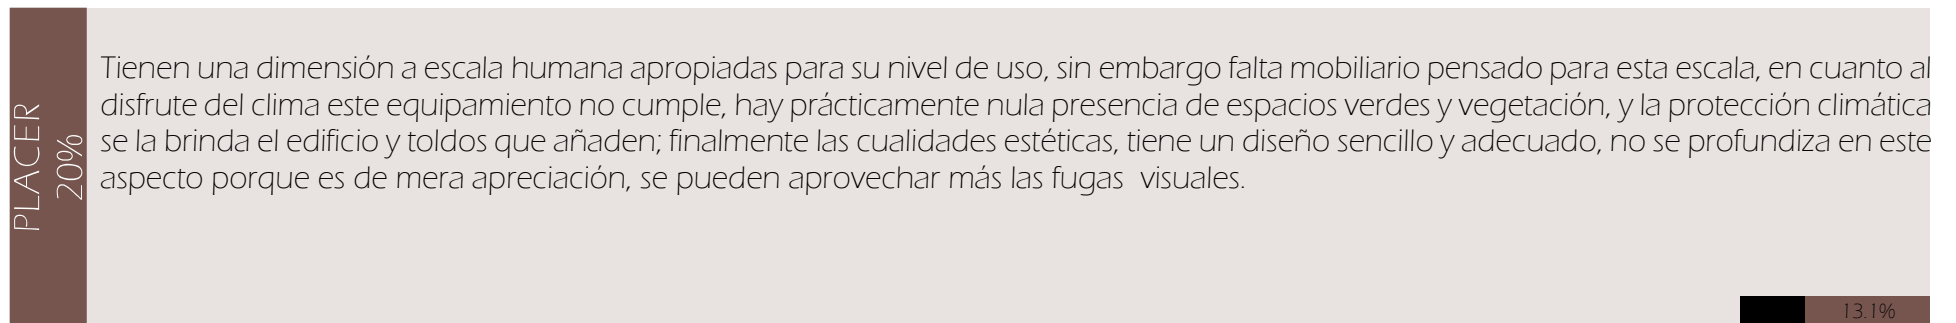 PLACER
20%
Tienen una dimensión a escala humana apropiadas para su nivel de uso, sin embargo falta mobiliario pensado para esta escala, en cuanto al
disfrute del clima este equipamiento no cumple, hay prácticamente nula presencia de espacios verdes y vegetación, y la protección climática
se la brinda el edificio y toldos que añaden; finalmente las cualidades estéticas, tiene un diseño sencillo y adecuado, no se profundiza en este
aspecto porque es de mera apreciación, se pueden aprovechar más las fugas  visuales.
13.1%